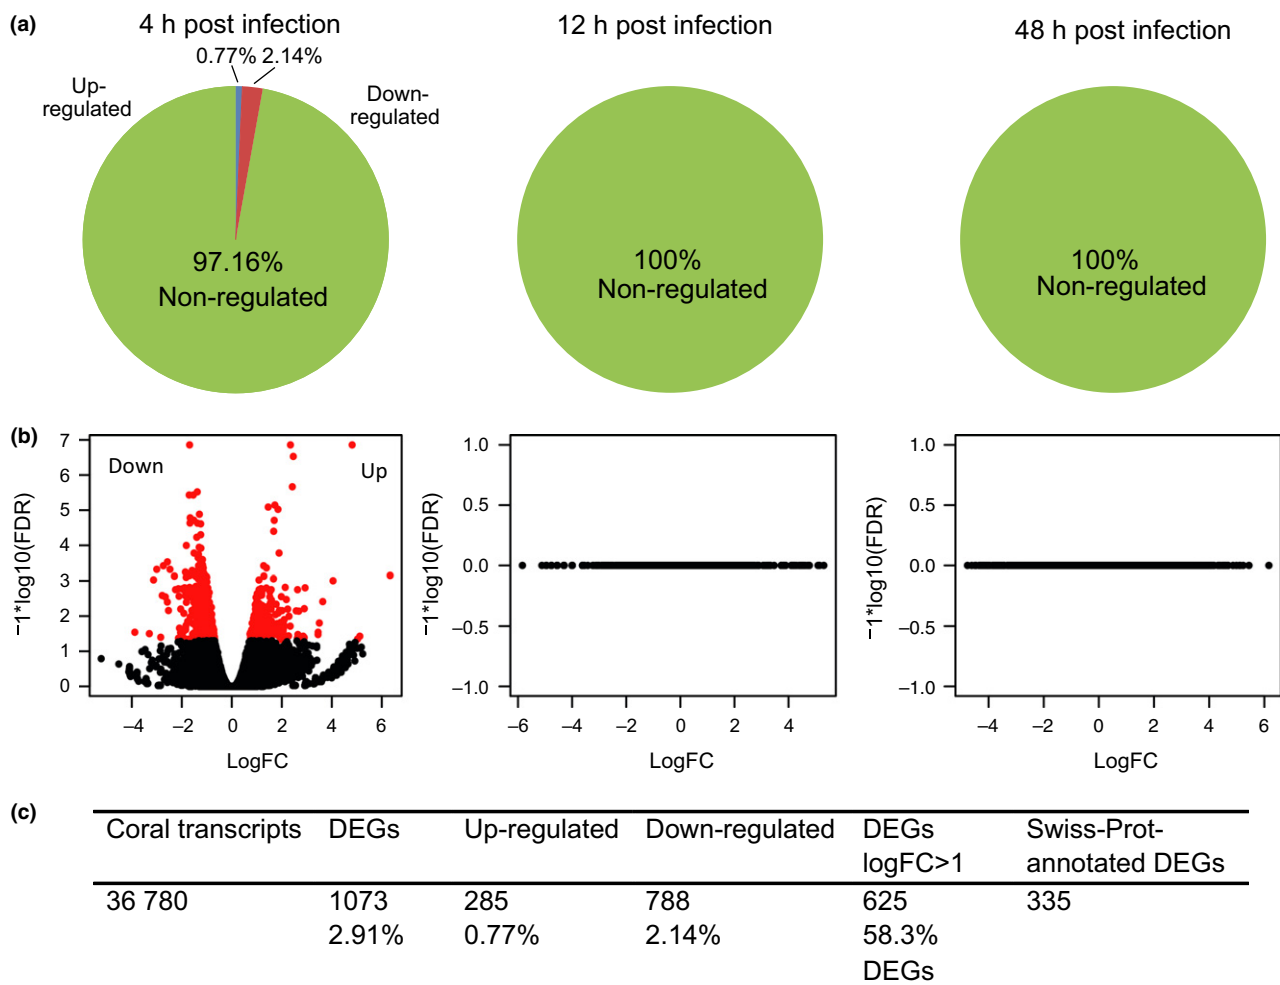 (a)
4 h post infection
12 h post infection
48 h post infection
0.77% 2.14%
Up-
regulated
Down-
regulated
97.16%
Non-regulated
100%
Non-regulated
100%
Non-regulated
(b)
7
6
5
4
3
2
1
0
−1*log10(FDR)
Down
Up
−4 −2 0 2 4 6
LogFC
1.0
0.5
0.0
−0.5
−1.0
−1*log10(FDR)
−6 −4 −2 0 2 4
LogFC
1.0
0.5
0.0
−0.5
−1.0
−1*log10(FDR)
−4 −2 0 2 4 6
LogFC
(c)
Coral transcripts DEGs Up-regulated Down-regulated DEGs Swiss-Prot-
logFC>1 annotated DEGs
36 780 1073 285 788 625 335
2.91% 0.77% 2.14% 58.3%
DEGs